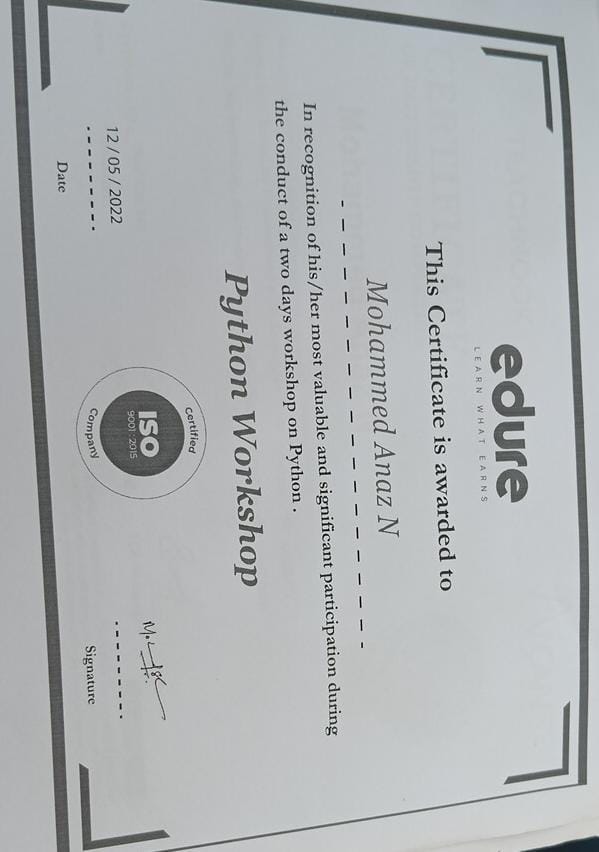 edure
LEARN WHAT EARNS
This Certificate is awarded to
Mohammed Anaz N
In recognition of his/her most valuable and significant participation during
the conduct of a two days workshop on Python.
Python Workshop
12 / 05 / 2022
Date
Certified
ISO
9001:2015
Company
Signature